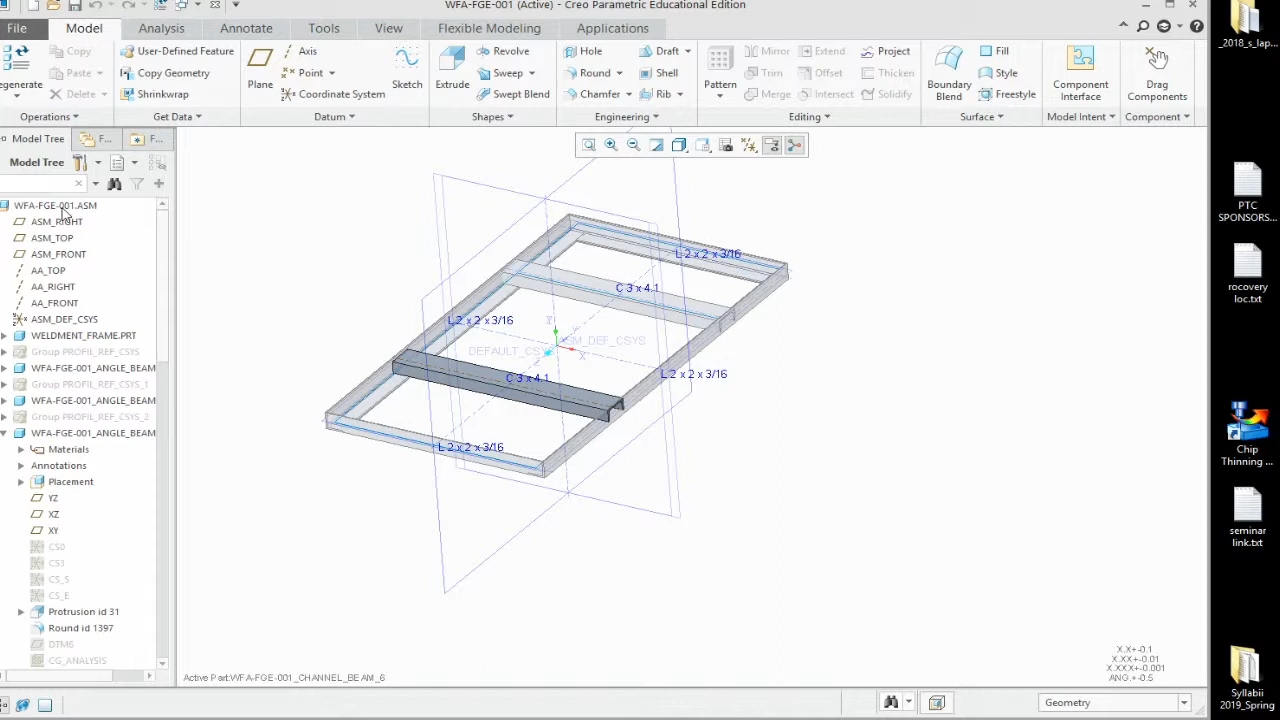 WFA-FGE-001 (Active) - Creo Parametric Educational Edition
File Model Analysis Annotate Tools View Flexible Modeling Applications
Copy User-Defined Feature Axis Revolve Hole Draft Mirror Extend Project Fill
Paste Copy Geometry Point Sweep Round Shell Trim Offset Thicken Style
Regenerate Delete Shrinkwrap Plane Coordinate System Sketch Extrude Swept Blend Chamfer Rib Pattern Merge Intersect Solidify Boundary Blend Freestyle Component Interface Drag Components
Operations Get Data Datum Shapes Engineering Editing Surface Model Intent Component
Model Tree F... F...
Model Tree
WFA-FGE-001.ASM
ASM_RIGHT
ASM_TOP
ASM_FRONT
AA_TOP
AA_RIGHT
AA_FRONT
ASM_DEF_CSYS
WELDMENT_FRAME.PRT
Group PROFIL_REF_CSYS
WFA-FGE-001_ANGLE_BEAM
Group PROFIL_REF_CSYS_1
WFA-FGE-001_ANGLE_BEAM
Group PROFIL_REF_CSYS_2
WFA-FGE-001_ANGLE_BEAM
Materials
Annotations
Placement
YZ
XZ
XY
CS0
CS3
CS_S
CS_E
Protrusion id 31
Round id 1397
DTM6
CG_ANALYSIS
L 2 x 2 x 3/16
C 3 x 4.1
L 2 x 2 x 3/16
Y
ASM_DEF_CSYS
DEFAULT_CSYS
X
Z
C 3 x 4.1
L 2 x 2 x 3/16
L 2 x 2 x 3/16
X.X+-0.1
X.XX+-0.01
X.XXX+-0.001
ANG.+-0.5
Active Part:WFA-FGE-001_CHANNEL_BEAM_6
Geometry
_2018_s_lap...
PTC
SPONSORS...
rocovery
loc.txt
Chip
Thinning ...
seminar
link.txt
Syllabii
2019_Spring